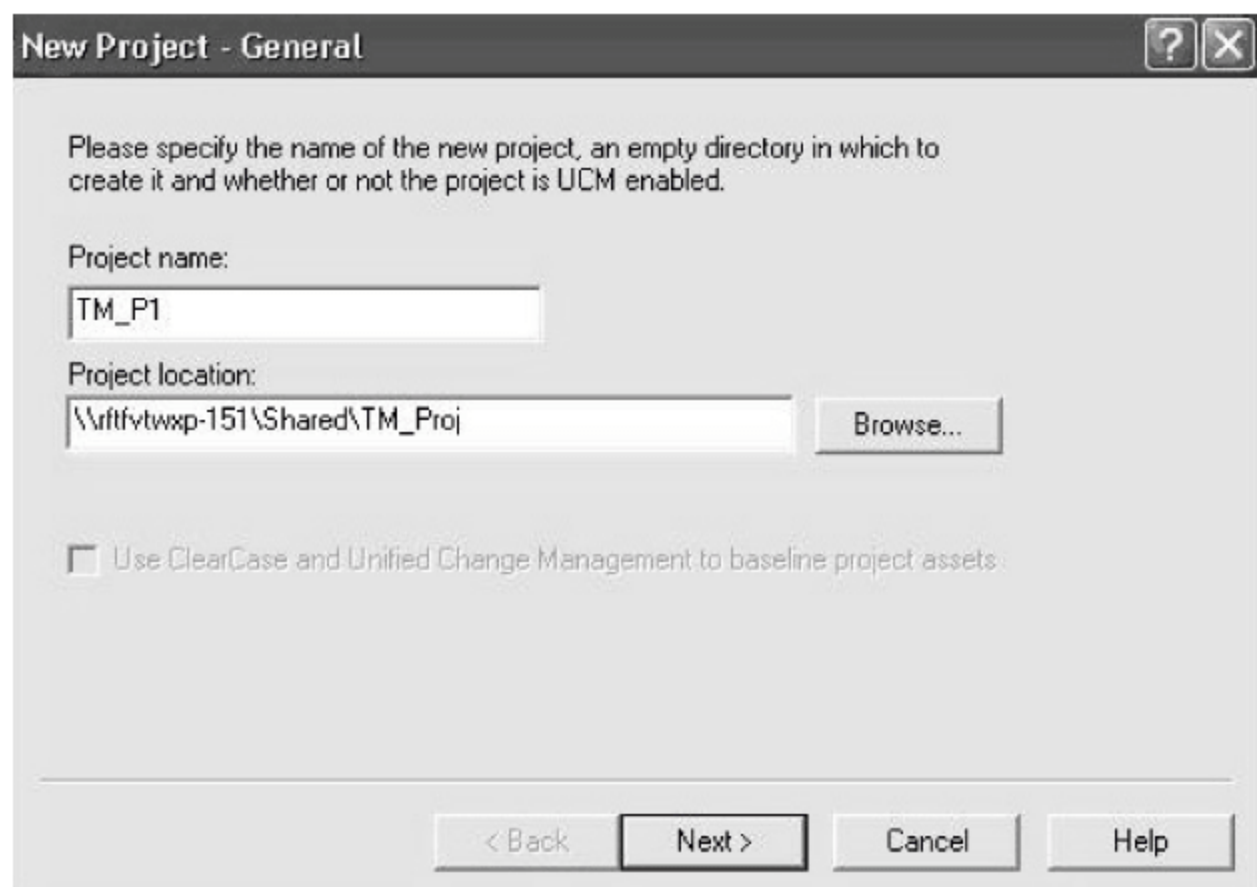 New Project - General
Please specify the name of the new project, an empty directory in which to
create it and whether or not the project is UCM enabled.
Project name:
TM_P1
Project location:
\\rftfvtwxp-151\Shared\TM_Proj
Browse...
Use ClearCase and Unified Change Management to baseline project assets
< Back
Next >
Cancel
Help